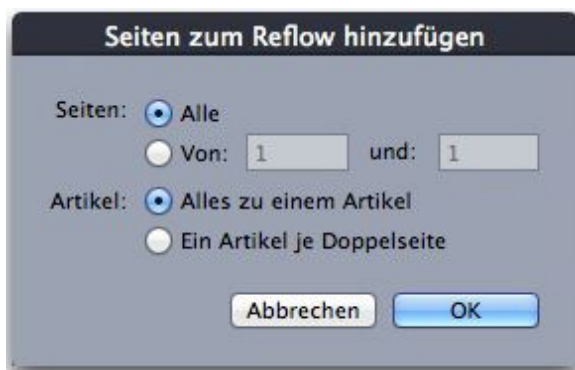 Seiten zum Reflow hinzufügen
Seiten: Alle
Von: 1 und: 1
Artikel: Alles zu einem Artikel
Ein Artikel je Doppelseite
Abbrechen OK